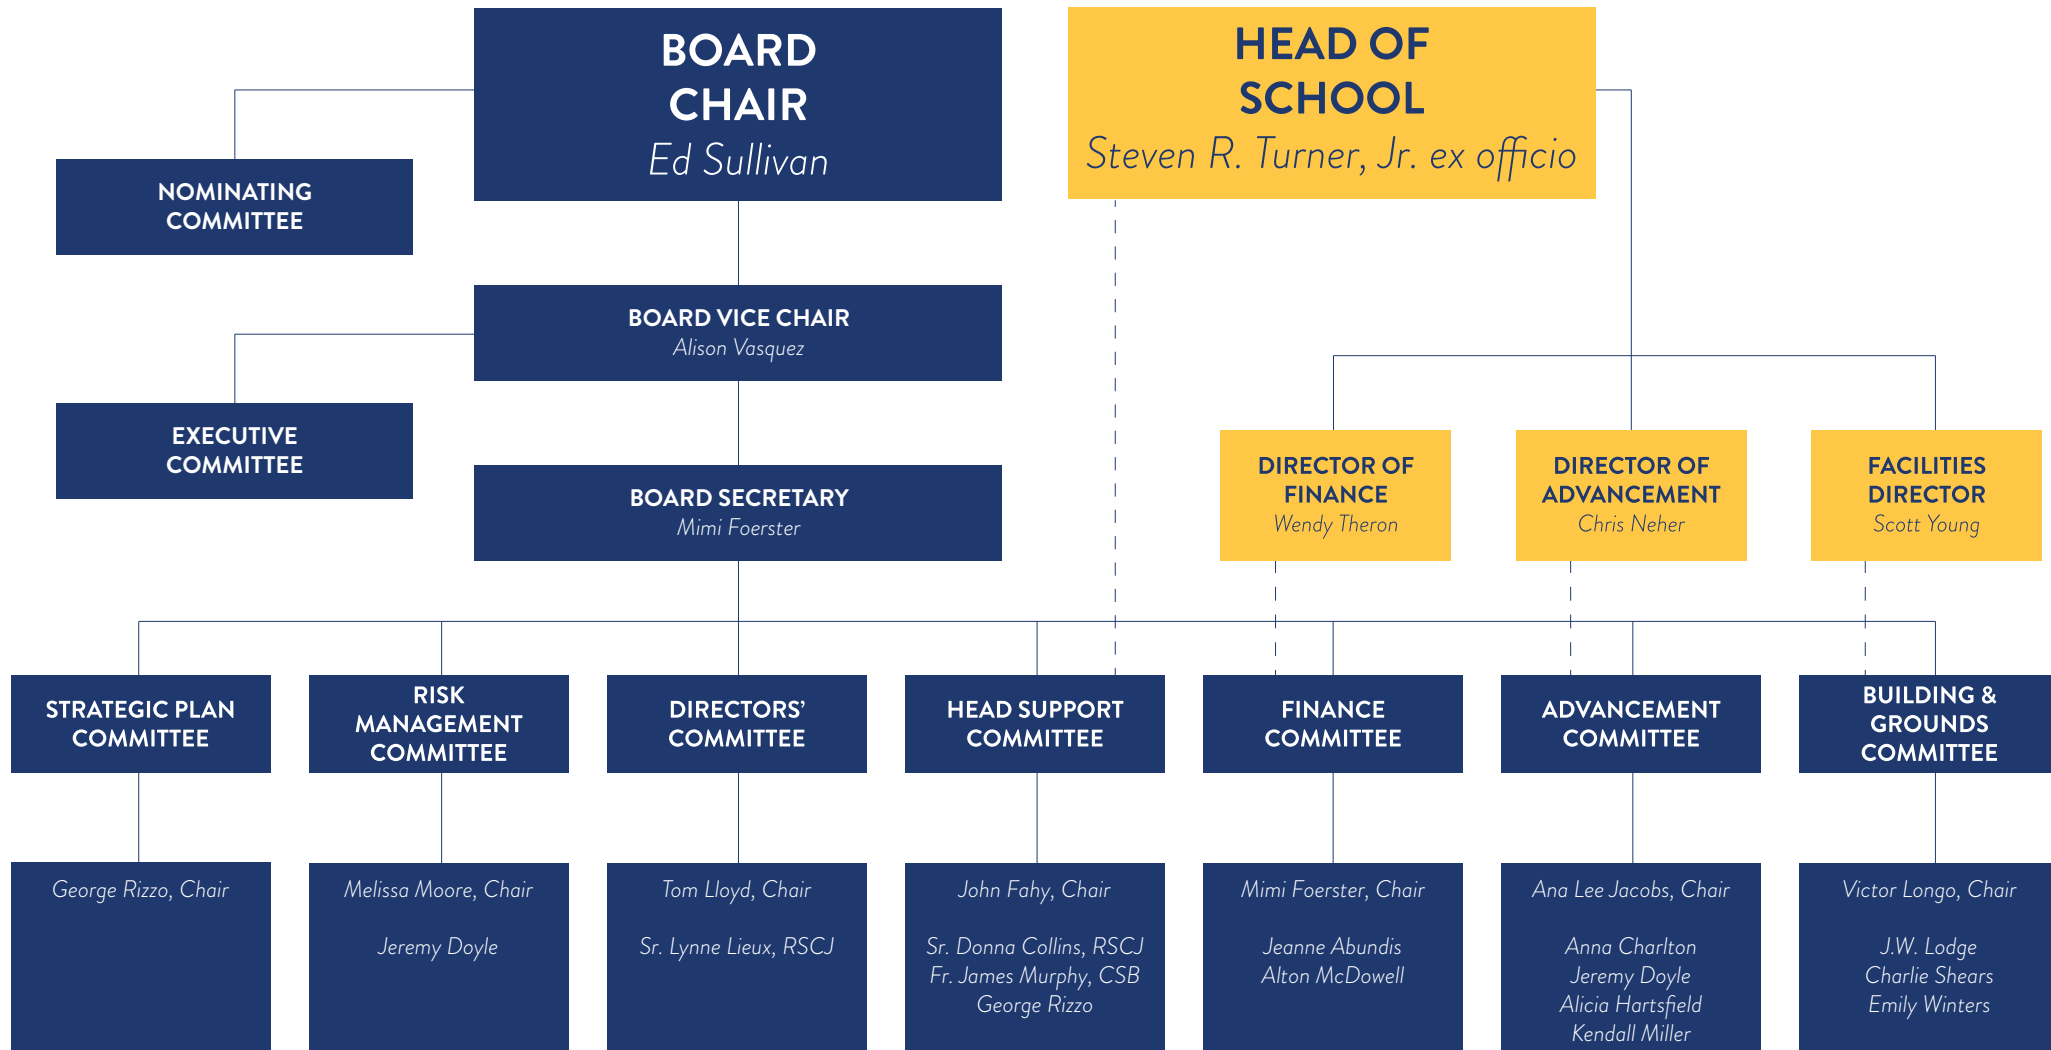 BOARD
CHAIR
Ed Sullivan
HEAD OF
SCHOOL
Steven R. Turner, Jr. ex officio
NOMINATING
COMMITTEE
BOARD VICE CHAIR
Alison Vasquez
EXECUTIVE
COMMITTEE
BOARD SECRETARY
Mimi Foerster
DIRECTOR OF
FINANCE
Wendy Theron
DIRECTOR OF
ADVANCEMENT
Chris Neher
FACILITIES
DIRECTOR
Scott Young
STRATEGIC PLAN
COMMITTEE
RISK
MANAGEMENT
COMMITTEE
DIRECTORS’
COMMITTEE
HEAD SUPPORT
COMMITTEE
FINANCE
COMMITTEE
ADVANCEMENT
COMMITTEE
BUILDING &
GROUNDS
COMMITTEE
George Rizzo, Chair
Melissa Moore, Chair
Jeremy Doyle
Tom Lloyd, Chair
Sr. Lynne Lieux, RSCJ
John Fahy, Chair
Sr. Donna Collins, RSCJ
Fr. James Murphy, CSB
George Rizzo
Mimi Foerster, Chair
Jeanne Abundis
Alton McDowell
Ana Lee Jacobs, Chair
Anna Charlton
Jeremy Doyle
Alicia Hartsfield
Kendall Miller
Victor Longo, Chair
J.W. Lodge
Charlie Shears
Emily Winters